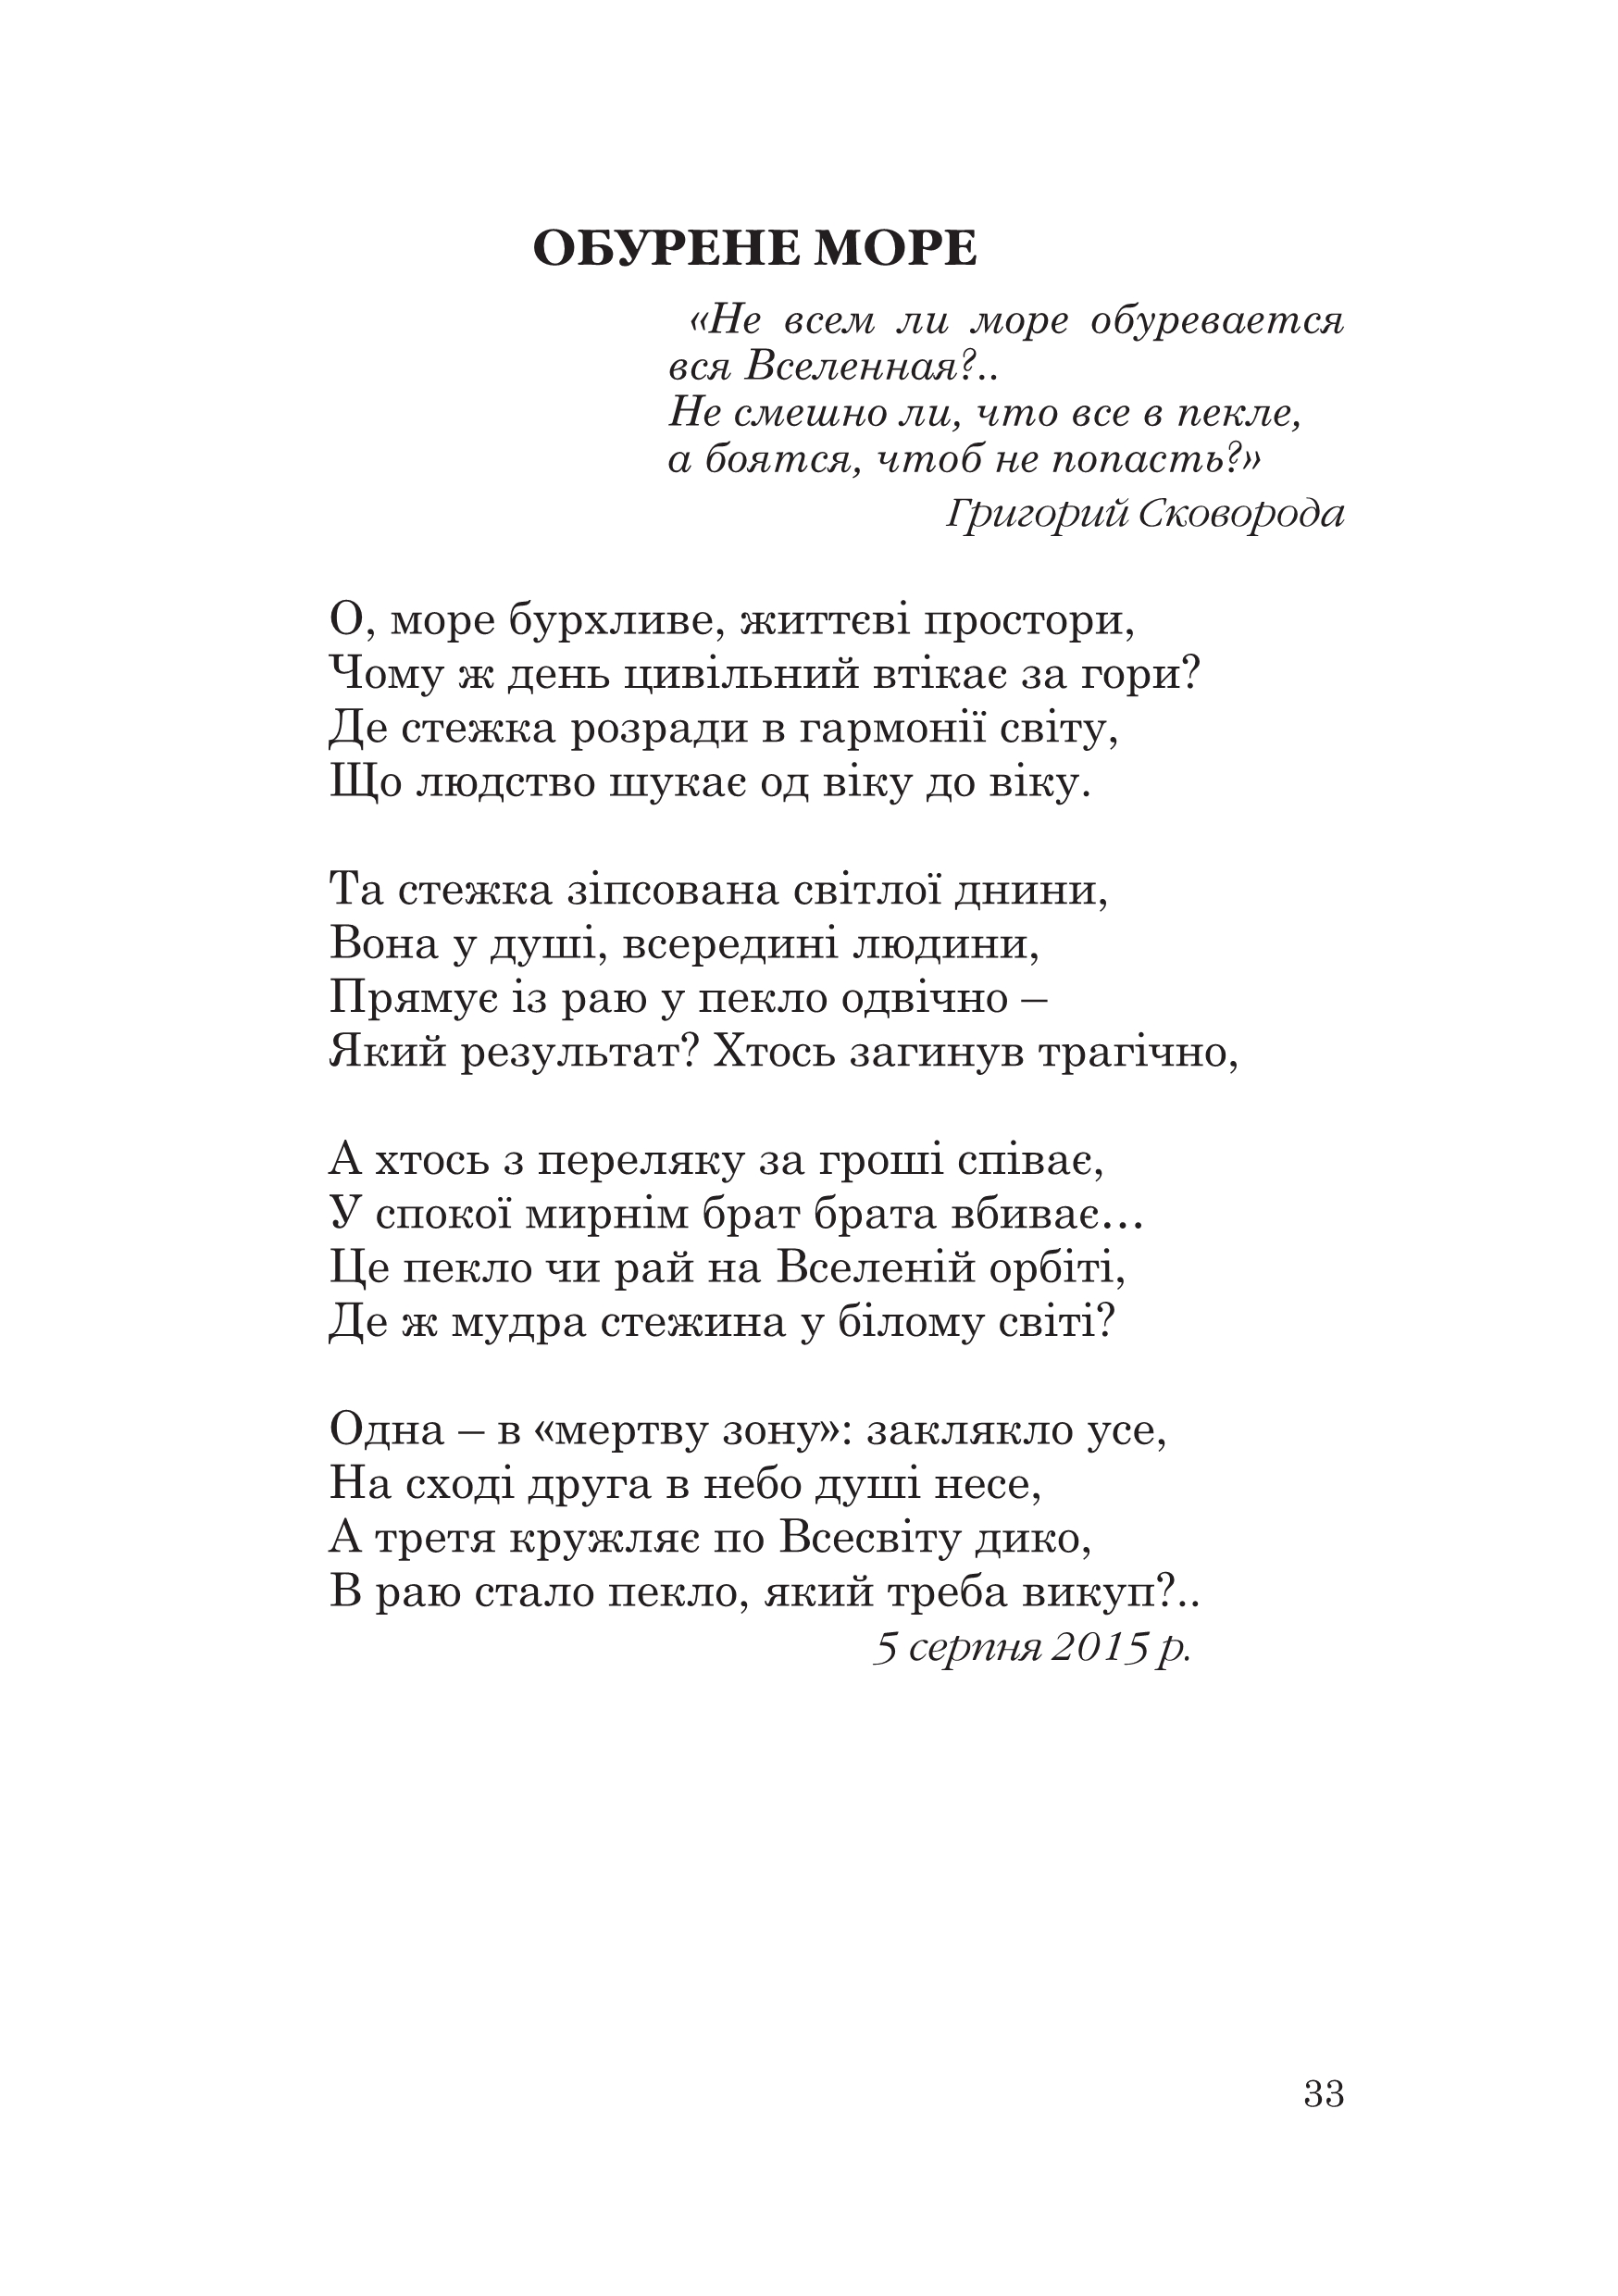 ОБУРЕНЕ МОРЕ
«Не всем ли море обуревается
вся Вселенная?..
Не смешно ли, что все в пекле,
а боятся, чтоб не попасть?»
Григорий Сковорода
О, море бурхливе, життєві простори,
Чому ж день цивільний втікає за гори?
Де стежка розради в гармонії світу,
Що людство шукає од віку до віку.
Та стежка зіпсована світлої днини,
Вона у душі, всередині людини,
Прямує із раю у пекло одвічно –
Який результат? Хтось загинув трагічно,
А хтось з переляку за гроші співає,
У спокої мирнім брат брата вбиває...
Це пекло чи рай на Вселеній орбіті,
Де ж мудра стежина у білому світі?
Одна – в «мертву зону»: заклякло усе,
На сході друга в небо душі несе,
А третя кружляє по Всесвіту дико,
В раю стало пекло, який треба викуп?..
5 серпня 2015 р.
33